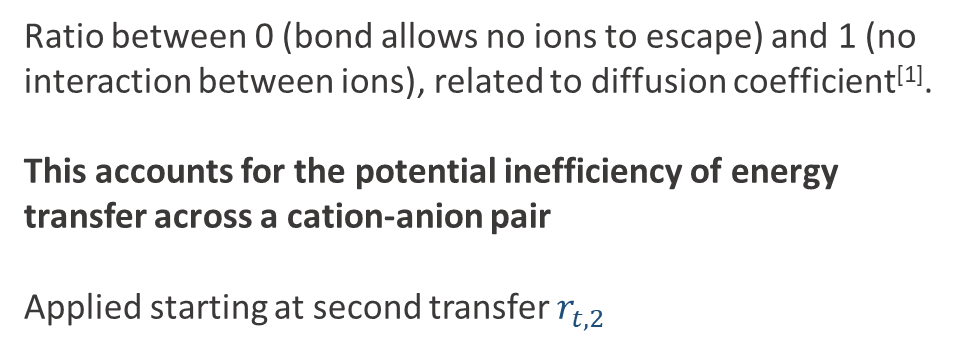 Ratio between 0 (bond allows no ions to escape) and 1 (no
interaction between ions), related to diffusion coefficient[1].
This accounts for the potential inefficiency of energy
transfer across a cation-anion pair
Applied starting at second transfer r_{t,2}